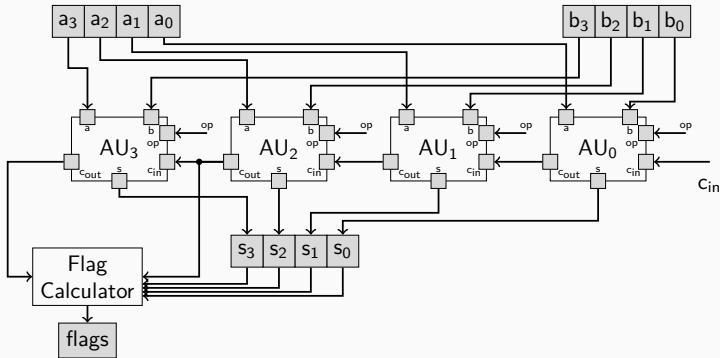 a3 a2 a1 a0 b3 b2 b1 b0
a b op a b op a b op a b op
op op op op
AU3 AU2 AU1 AU0
cout s cin cout s cin cout s cin cout s cin
cin
s3 s2 s1 s0
Flag
Calculator
flags